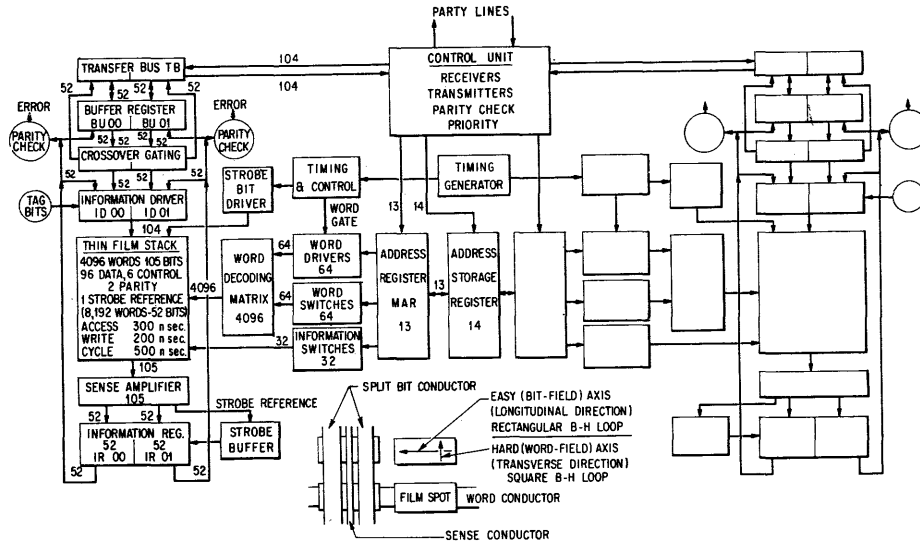 PARTY LINES
CONTROL UNIT
RECEIVERS
TRANSMITTERS
PARITY CHECK
PRIORITY
104
104
TRANSFER BUS TB
52 52 52 52
ERROR
BUFFER REGISTER
BU 00 BU 01
ERROR
PARITY
CHECK
PARITY
CHECK
52 52 52 52
CROSSOVER GATING
52 52 52 52
TAG
BITS
INFORMATION DRIVER
ID 00 ID 01
104
STROBE
BIT
DRIVER
TIMING
& CONTROL
TIMING
GENERATOR
WORD
GATE
13
14
THIN FILM STACK
4096 WORDS 105 BITS
96 DATA, 6 CONTROL
2 PARITY
1 STROBE REFERENCE
(8,192 WORDS-52 BITS)
ACCESS 300 n sec.
WRITE 200 n sec.
CYCLE 500 n sec.
4096
WORD
DECODING
MATRIX
4096
64
WORD
DRIVERS
64
64
WORD
SWITCHES
64
32
INFORMATION
SWITCHES
32
ADDRESS
REGISTER
MAR
13
13
ADDRESS
STORAGE
REGISTER
14
105
SENSE AMPLIFIER
105
52 52
STROBE REFERENCE
INFORMATION REG.
52 52
IR 00 IR 01
STROBE
BUFFER
52 52
SPLIT BIT CONDUCTOR
EASY (BIT-FIELD) AXIS
(LONGITUDINAL DIRECTION)
RECTANGULAR B-H LOOP
HARD (WORD-FIELD) AXIS
(TRANSVERSE DIRECTION)
SQUARE B-H LOOP
FILM SPOT
WORD CONDUCTOR
SENSE CONDUCTOR